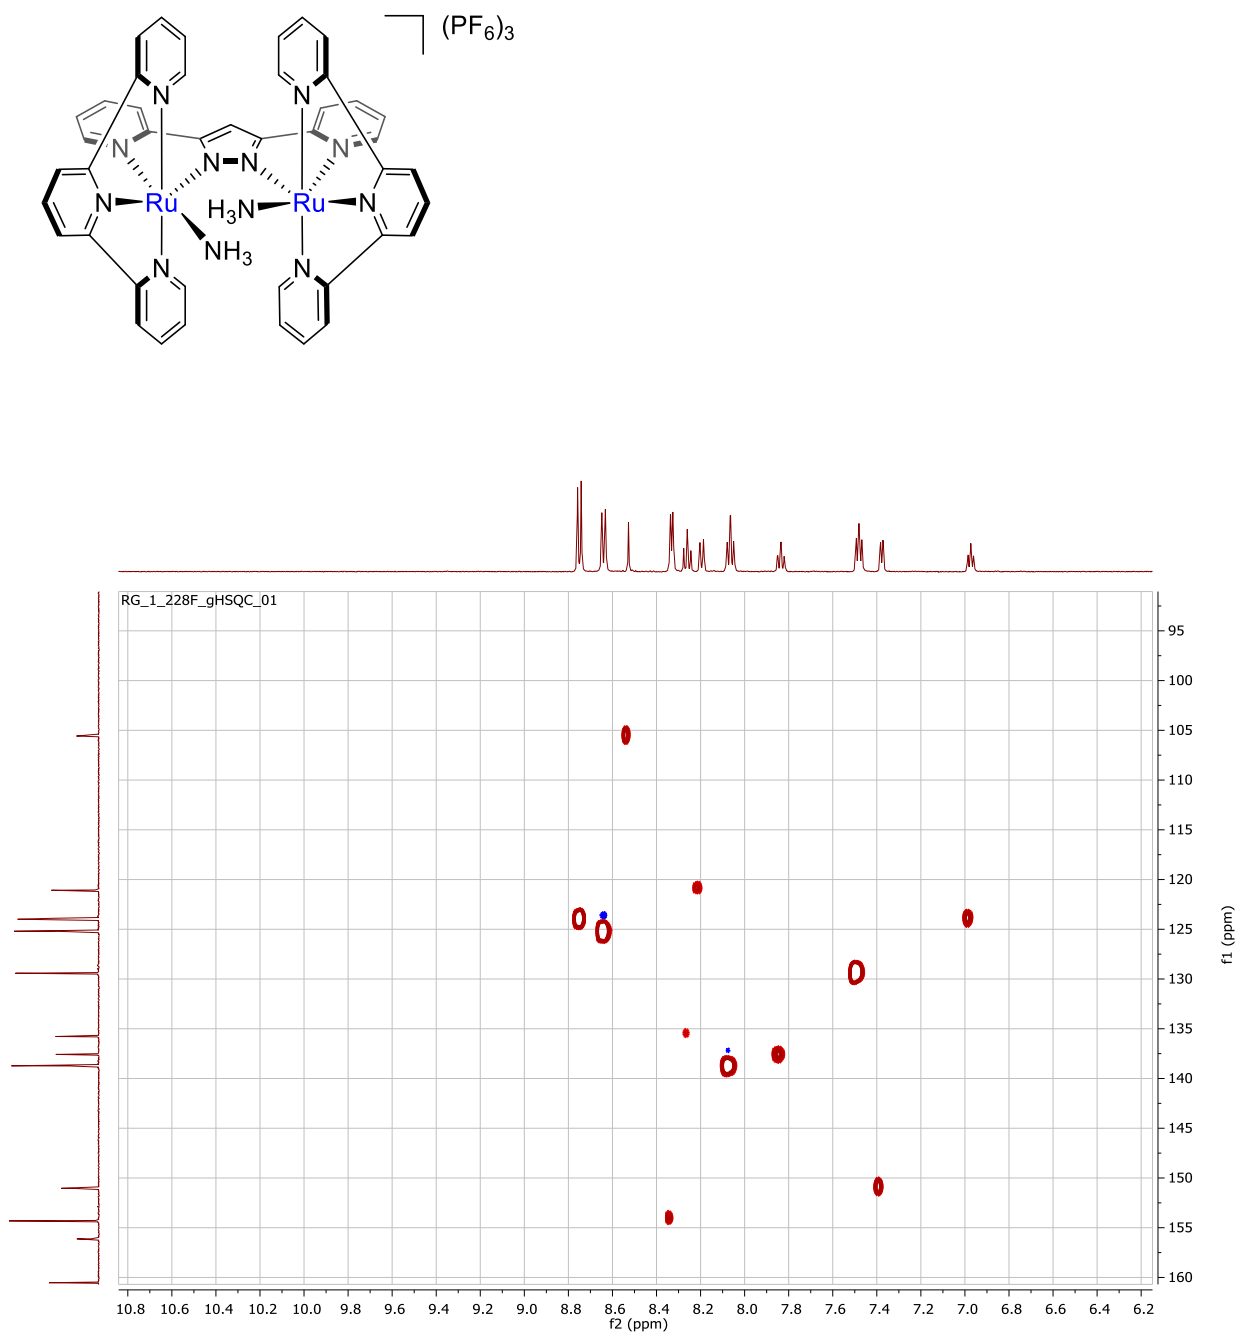 (PF6)3
N N
N N N N
N Ru H3N Ru N
NH3
N N
RG_1_228F_gHSQC_01
95
100
105
110
115
120
125
130
135
140
145
150
155
160
f1 (ppm)
10.8 10.6 10.4 10.2 10.0 9.8 9.6 9.4 9.2 9.0 8.8 8.6 8.4 8.2 8.0 7.8 7.6 7.4 7.2 7.0 6.8 6.6 6.4 6.2
f2 (ppm)